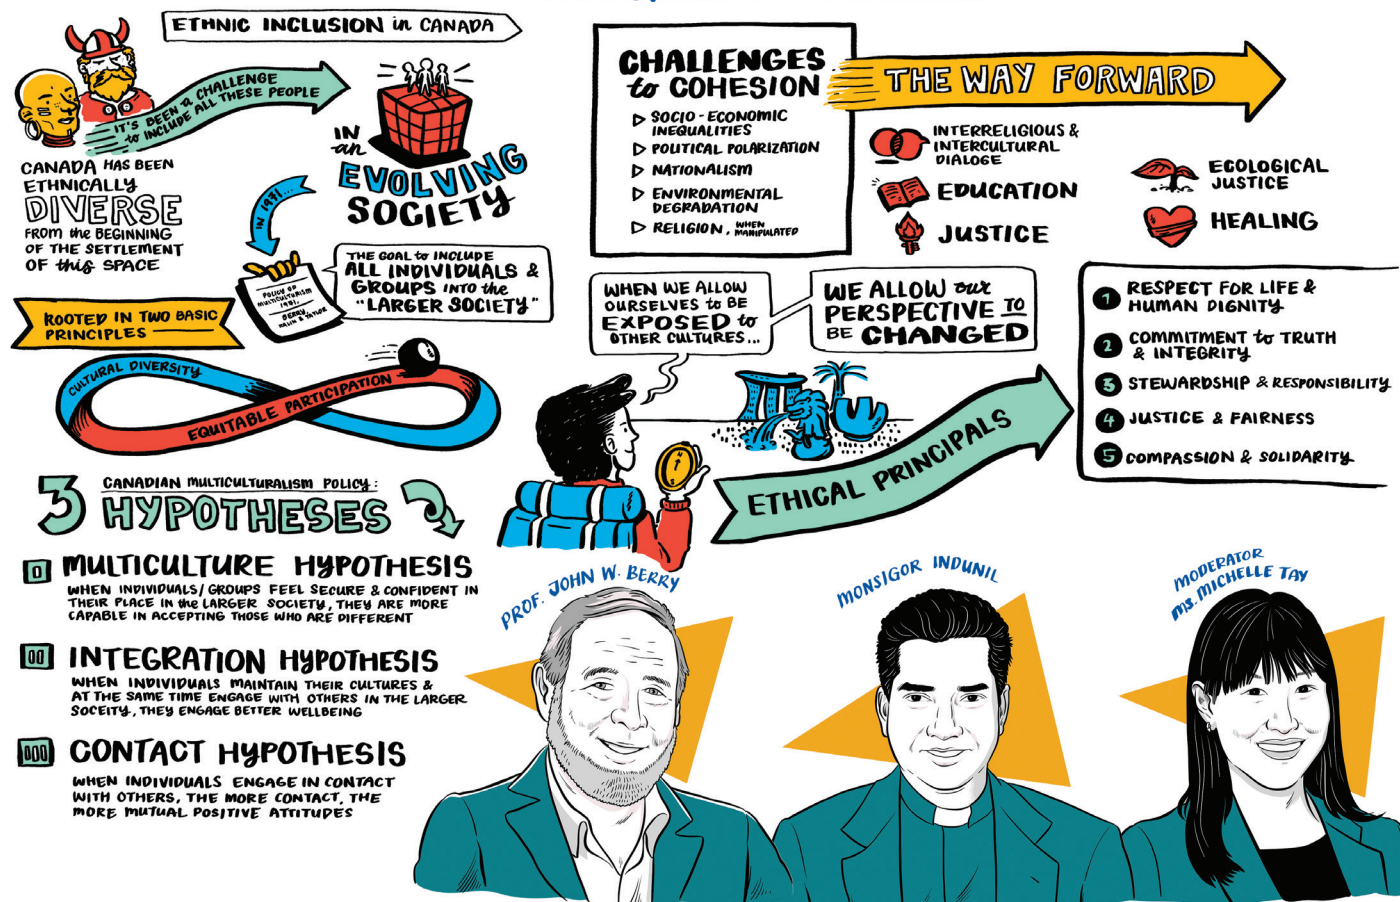 ETHNIC INCLUSION in CANADA
IT'S BEEN a CHALLENGE
to INCLUDE ALL THESE PEOPLE
CANADA HAS BEEN
ETHNICALLY
DIVERSE
FROM the BEGINNING
OF THE SETTLEMENT
OF this SPACE
IN
an
EVOLVING
SOCIETY
IN 1971...
POLICY OF
MULTICULTURISM
1971.
BERRY,
KALIN & TAYLOR
THE GOAL to INCLUDE
ALL INDIVIDUALS &
GROUPS INTO the
"LARGER SOCIETY"
ROOTED IN TWO BASIC
PRINCIPLES
CULTURAL DIVERSITY
EQUITABLE PARTICIPATION
3
CANADIAN MULTICULTURALISM POLICY:
HYPOTHESES
I
MULTICULTURE HYPOTHESIS
WHEN INDIVIDUALS/GROUPS FEEL SECURE & CONFIDENT IN
THEIR PLACE IN the LARGER SOCIETY, THEY ARE MORE
CAPABLE IN ACCEPTING THOSE WHO ARE DIFFERENT
II
INTEGRATION HYPOTHESIS
WHEN INDIVIDUALS MAINTAIN THEIR CULTURES &
AT THE SAME TIME ENGAGE WITH OTHERS IN THE LARGER
SOCEITY, THEY ENGAGE BETTER WELLBEING
III
CONTACT HYPOTHESIS
WHEN INDIVIDUALS ENGAGE IN CONTACT
WITH OTHERS, THE MORE CONTACT, THE
MORE MUTUAL POSITIVE ATTITUDES
CHALLENGES
to COHESION
SOCIO-ECONOMIC
INEQUALITIES
POLITICAL POLARIZATION
NATIONALISM
ENVIRONMENTAL
DEGRADATION
RELIGION, WHEN
MANIPULATED
THE WAY FORWARD
INTERRELIGIOUS &
INTERCULTURAL
DIALOGE
EDUCATION
JUSTICE
ECOLOGICAL
JUSTICE
HEALING
WHEN WE ALLOW
OURSELVES to BE
EXPOSED to
OTHER CULTURES...
WE ALLOW our
PERSPECTIVE TO
BE CHANGED
ETHICAL PRINCIPALS
1 RESPECT FOR LIFE &
HUMAN DIGNITY
2 COMMITMENT to TRUTH
& INTEGRITY
3 STEWARDSHIP & RESPONSIBILITY
4 JUSTICE & FAIRNESS
5 COMPASSION & SOLIDARITY
PROF. JOHN W. BERRY
MONSIGOR INDUNIL
MODERATOR
MS. MICHELLE TAY